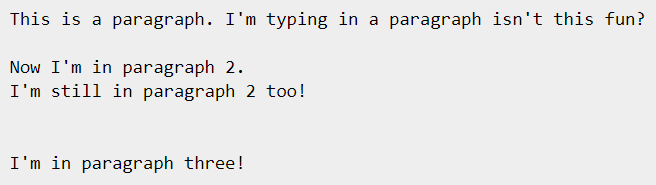 This is a paragraph. I'm typing in a paragraph isn't this fun?
Now I'm in paragraph 2.
I'm still in paragraph 2 too!
I'm in paragraph three!